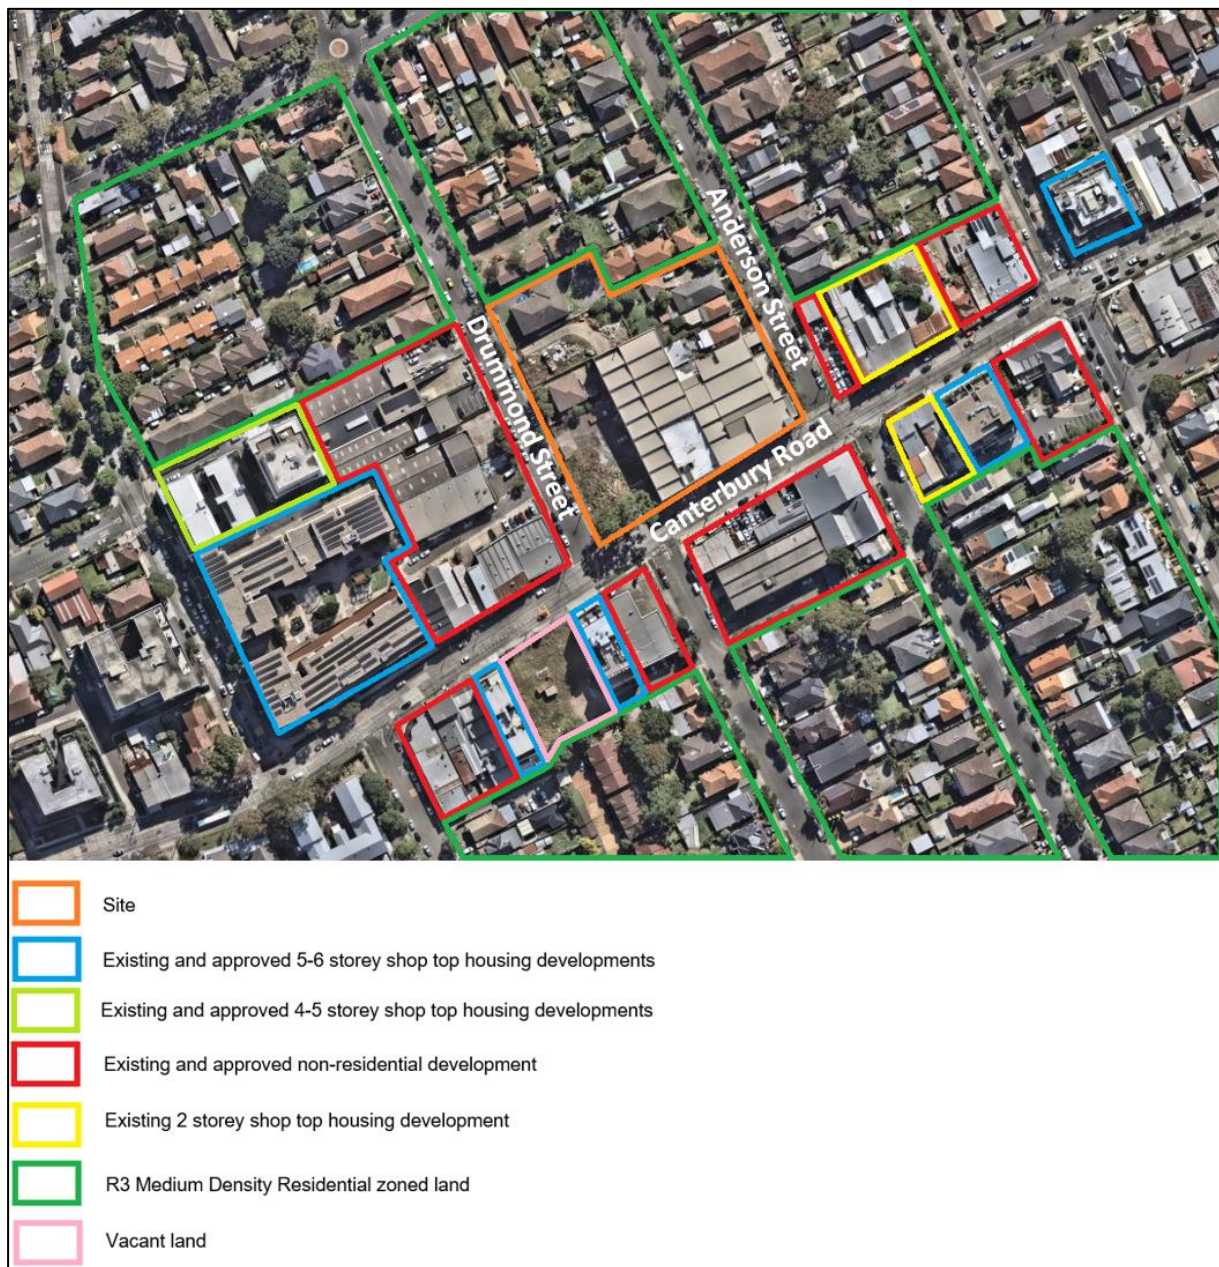 Anderson Street
Drummond Street
Canterbury Road
Site
Existing and approved 5-6 storey shop top housing developments
Existing and approved 4-5 storey shop top housing developments
Existing and approved non-residential development
Existing 2 storey shop top housing development
R3 Medium Density Residential zoned land
Vacant land